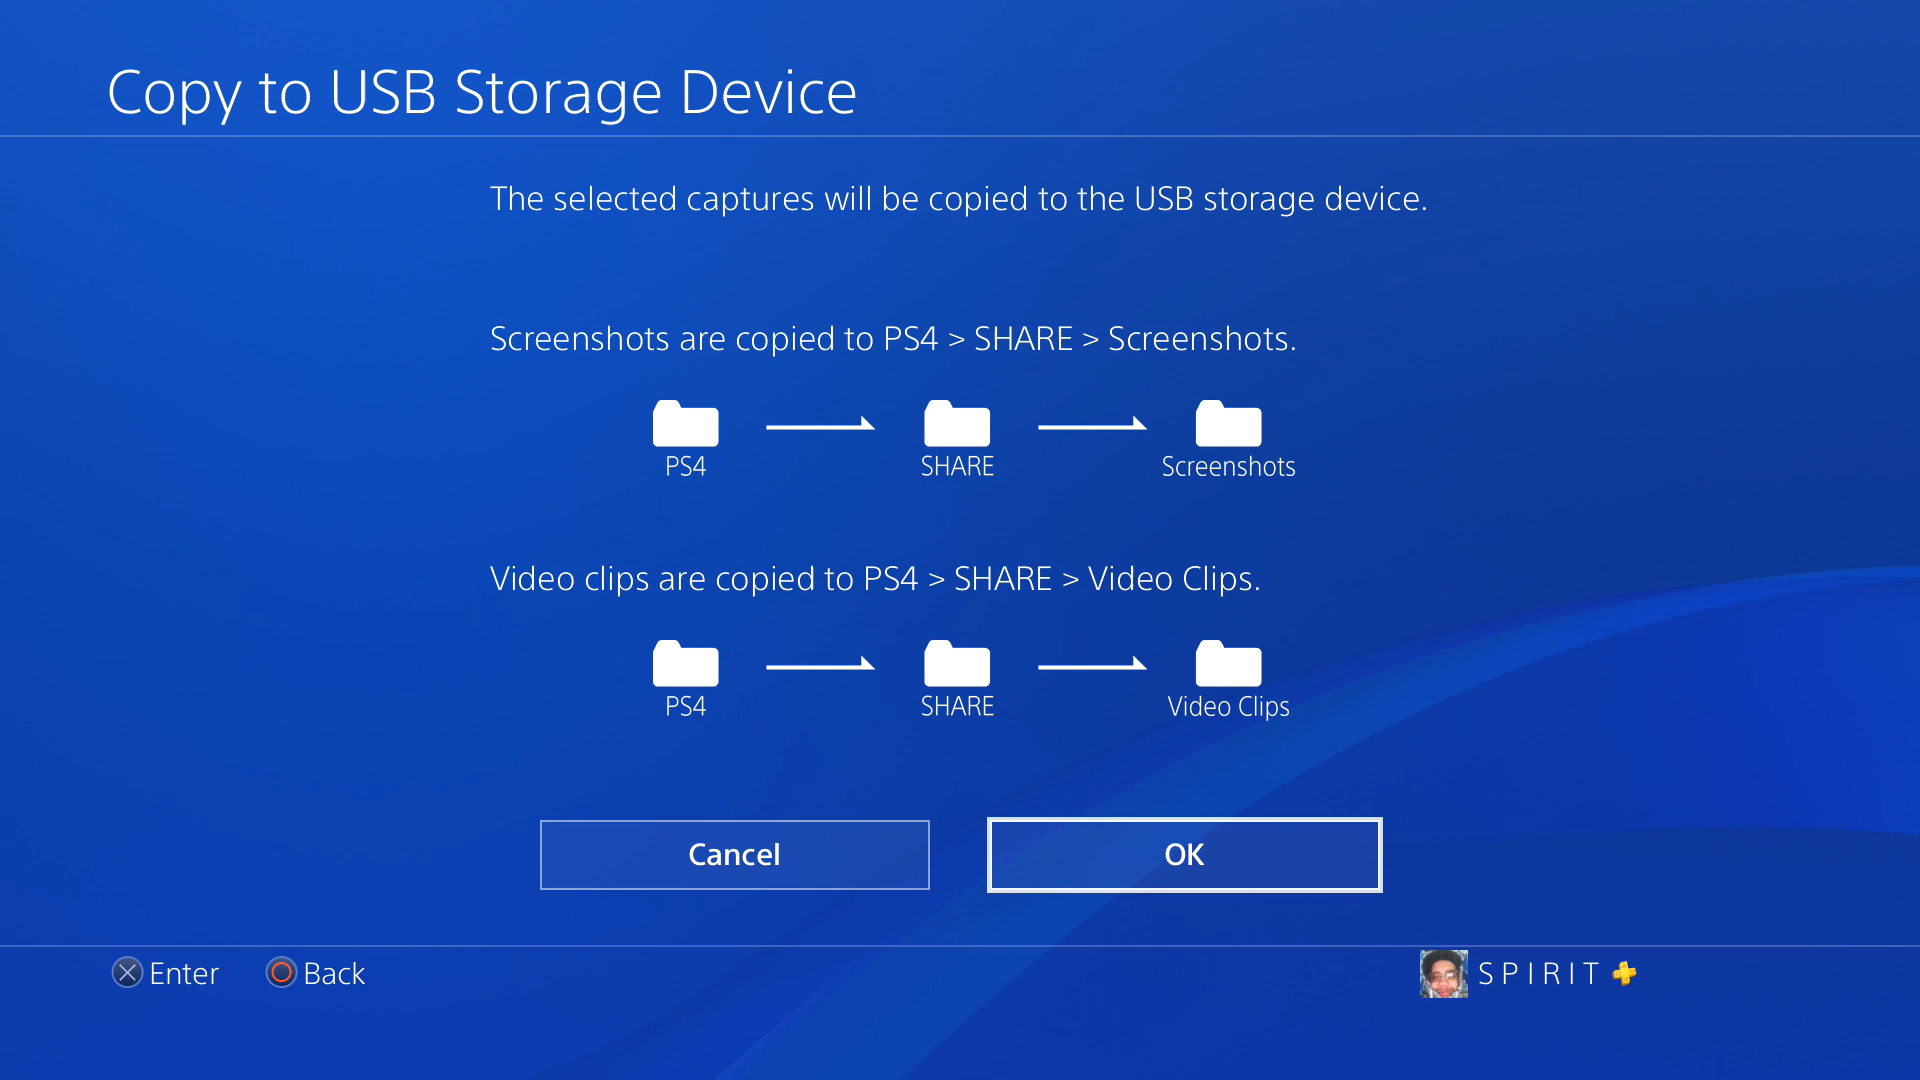 Copy to USB Storage Device
The selected captures will be copied to the USB storage device.
Screenshots are copied to PS4 > SHARE > Screenshots.
PS4 SHARE Screenshots
Video clips are copied to PS4 > SHARE > Video Clips.
PS4 SHARE Video Clips
Cancel OK
Enter Back S P I R I T